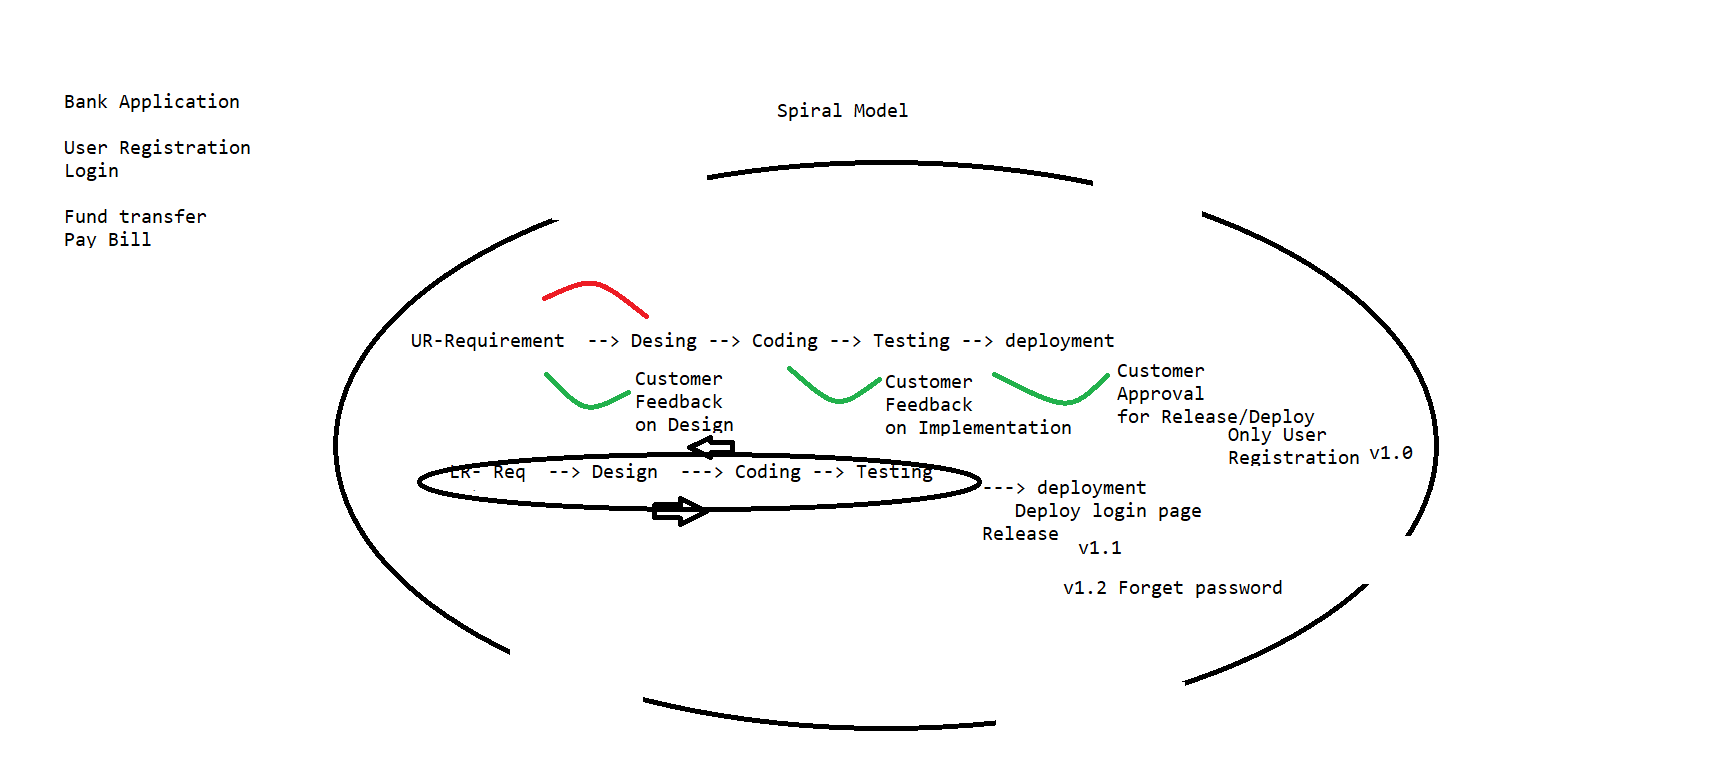 Bank Application
User Registration
Login
Fund transfer
Pay Bill
Spiral Model
UR-Requirement --> Desing --> Coding --> Testing --> deployment
Customer
Feedback
on Design
Customer
Feedback
on Implementation
Customer
Approval
for Release/Deploy
Only User
Registration v1.0
LR- Req --> Design ---> Coding --> Testing
---> deployment
Deploy login page
Release
v1.1
v1.2 Forget password